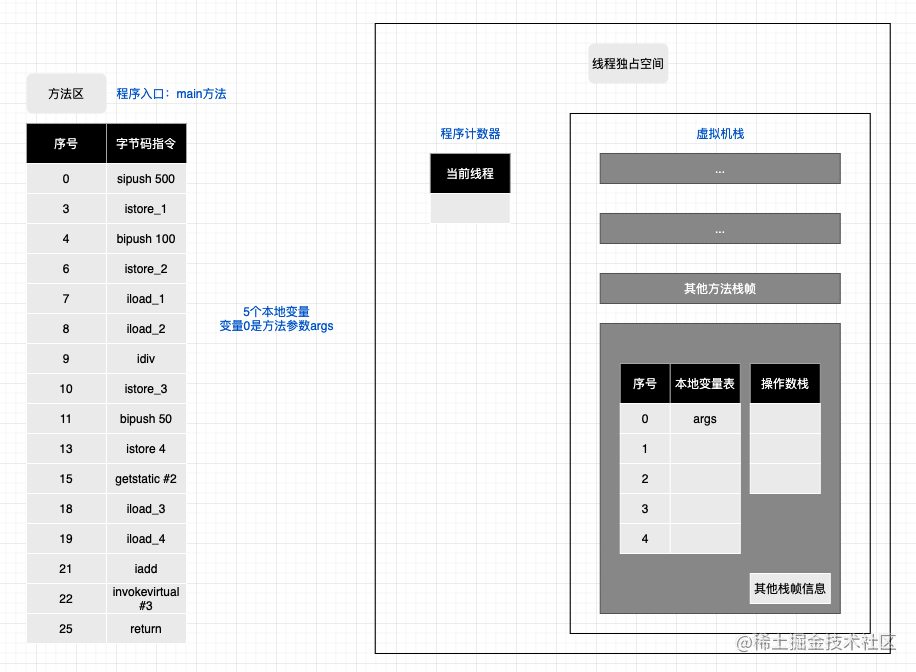 线程独占空间
方法区
程序入口：main方法
序号 字节码指令
0 sipush 500
3 istore_1
4 bipush 100
6 istore_2
7 iload_1
8 iload_2
9 idiv
10 istore_3
11 bipush 50
13 istore 4
15 getstatic #2
18 iload_3
19 iload_4
21 iadd
22 invokevirtual
#3
25 return
5个本地变量
变量0是方法参数args
程序计数器
当前线程
虚拟机栈
...
...
其他方法栈帧
序号 本地变量表 操作数栈
0 args
1
2
3
4
其他栈帧信息
@稀土掘金技术社区